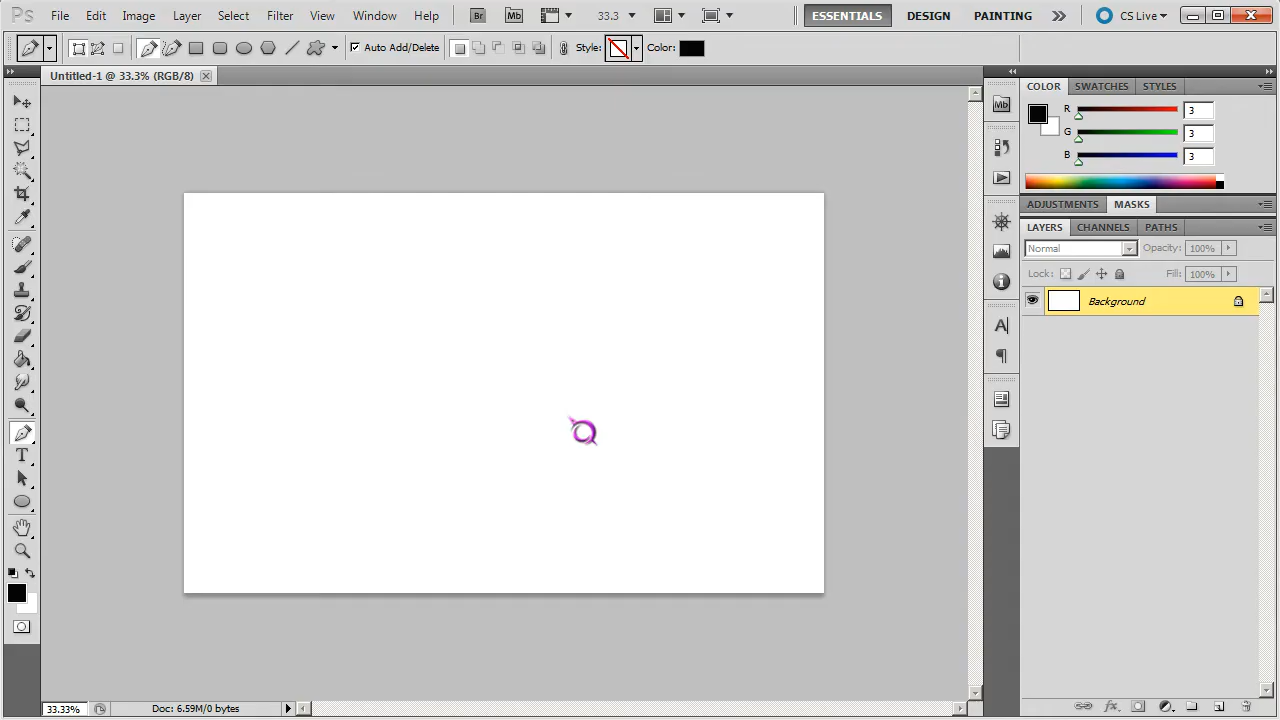 Ps File Edit Image Layer Select Filter View Window Help Br Mb 33.3 ESSENTIALS DESIGN PAINTING CS Live
Auto Add/Delete Style: Color:
Untitled-1 @ 33.3% (RGB/8)
Mb
COLOR SWATCHES STYLES
R 3
G 3
B 3
ADJUSTMENTS MASKS
LAYERS CHANNELS PATHS
Normal Opacity: 100%
Lock: Fill: 100%
Background
T
A
33.33% Doc: 6.59M/0 bytes
fx